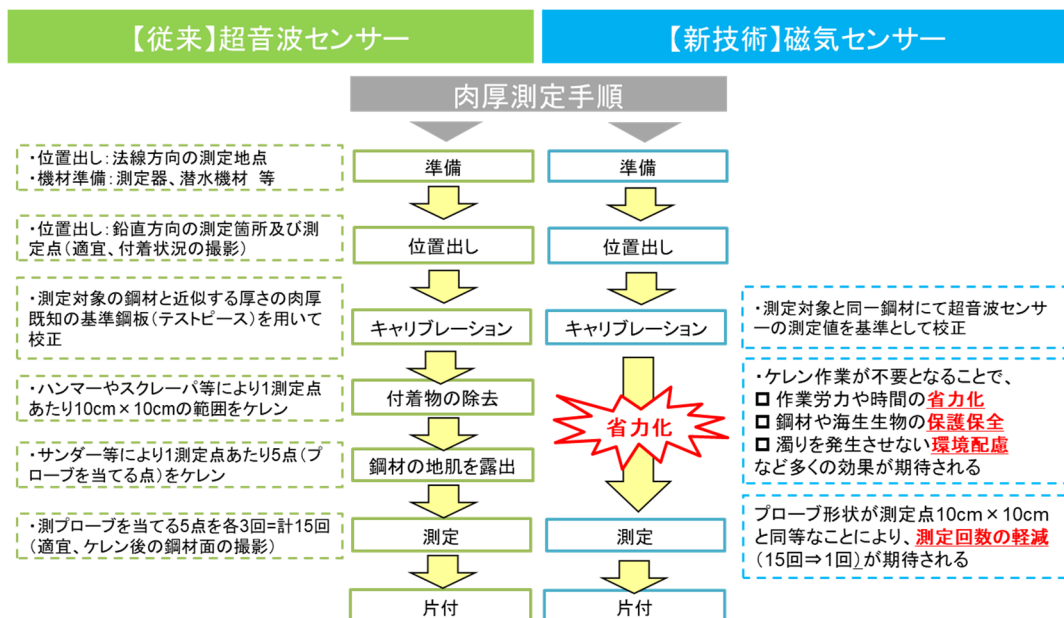 【従来】超音波センサー
【新技術】磁気センサー
肉厚測定手順
・位置出し：法線方向の測定地点
・機材準備：測定器、潜水機材　等
準備
準備
・位置出し：鉛直方向の測定箇所及び測
定点（適宜、付着状況の撮影）
位置出し
位置出し
・測定対象の鋼材と近似する厚さの肉厚
既知の基準鋼板（テストピース）を用いて
校正
キャリブレーション
キャリブレーション
・測定対象と同一鋼材にて超音波センサ
ーの測定値を基準として校正
・ハンマーやスクレーパ等により1測定点
あたり10cm×10cmの範囲をケレン
付着物の除去
省力化
・ケレン作業が不要となることで、
作業労力や時間の省力化
鋼材や海生生物の保護保全
濁りを発生させない環境配慮
など多くの効果が期待される
・サンダー等により1測定点あたり5点（プ
ローブを当てる点）をケレン
鋼材の地肌を露出
・測プローブを当てる5点を各3回=計15回
（適宜、ケレン後の鋼材面の撮影）
測定
測定
プローブ形状が測定点10cm×10cm
と同等なことにより、測定回数の軽減
（15回⇒1回）が期待される
片付
片付